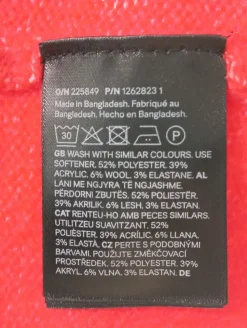 O/N 225849 P/N 1262823 1
Made in Bangladesh. Fabriqué au
Bangladesh. Hecho en Bangladesh.
30 P
GB WASH WITH SIMILAR COLOURS. USE
SOFTENER. 52% POLYESTER. 39%
ACRYLIC. 6% WOOL. 3% ELASTANE. AL
LANI ME NGJYRA TË NGJASHME.
PËRDORNI ZBUTËS. 52% POLIESTËR.
39% AKRILIK. 6% LESH. 3% ELASTAN.
CAT RENTEU-HO AMB PECES SIMILARS.
UTILITZEU SUAVITZANT. 52%
POLIÈSTER. 39% ACRÍLIC. 6% LLANA.
3% ELASTÀ. CZ PERTE S PODOBNÝMI
BARVAMI. POUŽIJTE ZMĚKČOVACÍ
PROSTŘEDEK. 52% POLYESTER. 39%
AKRYL. 6% VLNA. 3% ELASTAN. DE